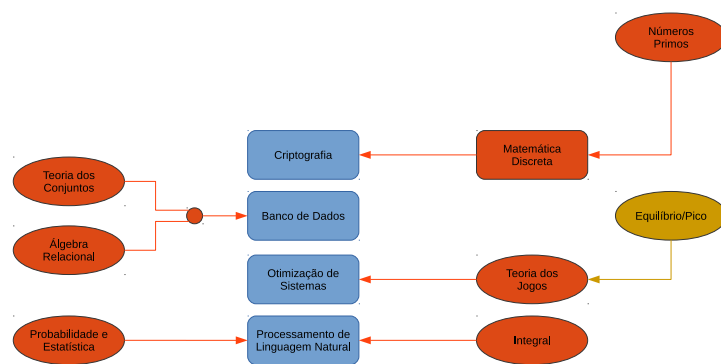 Números
Primos
Criptografia
Matemática
Discreta
Teoria dos
Conjuntos
Banco de Dados
Equilíbrio/Pico
Álgebra
Relacional
Otimização de
Sistemas
Teoria dos
Jogos
Probabilidade e
Estatística
Processamento de
Linguagem Natural
Integral